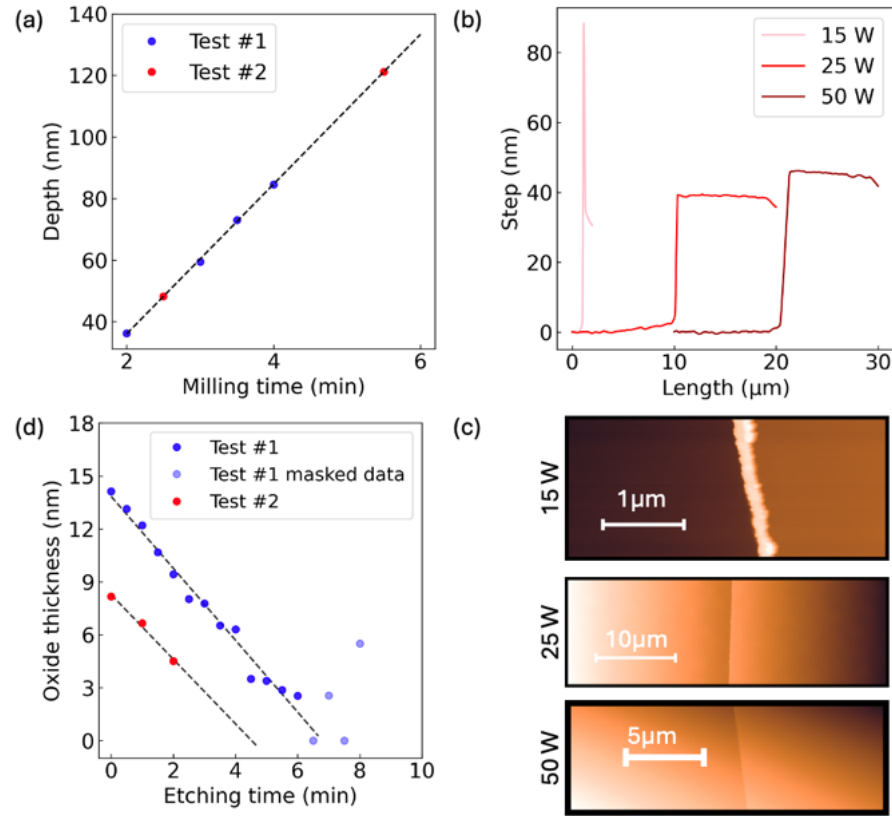 (a)
140
120
100
80
60
40
Depth (nm)
Test #1
Test #2
2
4
6
Milling time (min)
(b)
80
60
40
20
0
Step (nm)
15 W
25 W
50 W
0
10
20
30
Length (μm)
(d)
18
15
12
9
6
3
0
Oxide thickness (nm)
Test #1
Test #1 masked data
Test #2
0
2
4
6
8
10
Etching time (min)
(c)
15 W
1μm
25 W
10μm
50 W
5μm